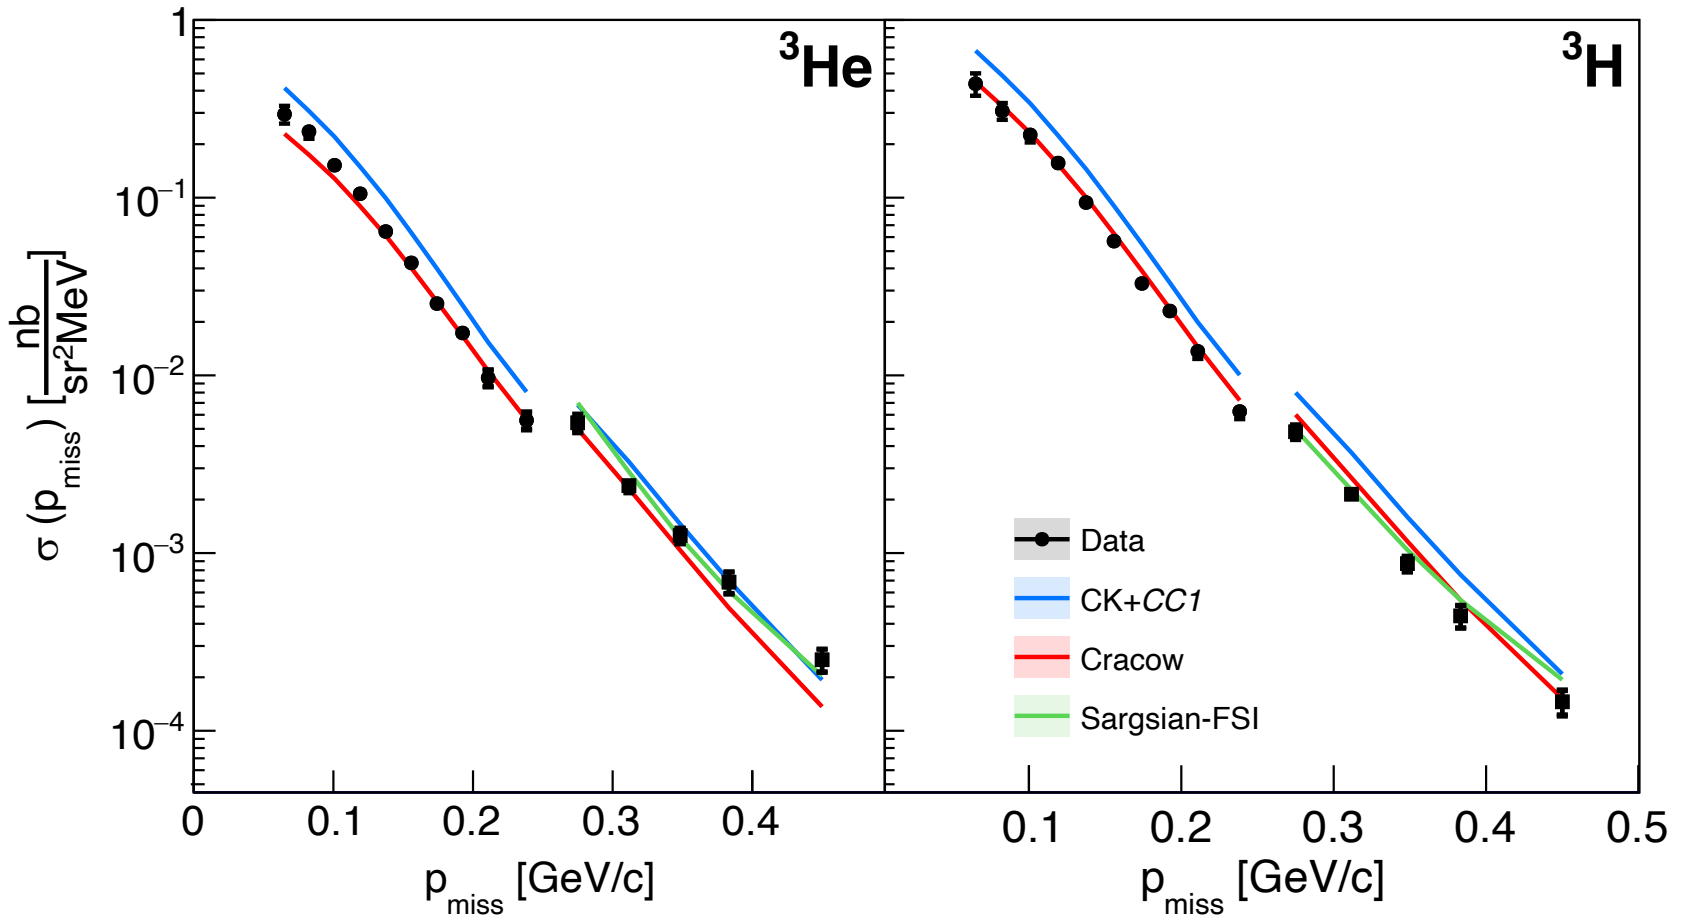 ³He
³H
1
10⁻¹
10⁻²
10⁻³
10⁻⁴
σ (p_miss) [nb/sr²MeV]
Data
CK+CC1
Cracow
Sargsian-FSI
0 0.1 0.2 0.3 0.4
0.1 0.2 0.3 0.4 0.5
p_miss [GeV/c]
p_miss [GeV/c]